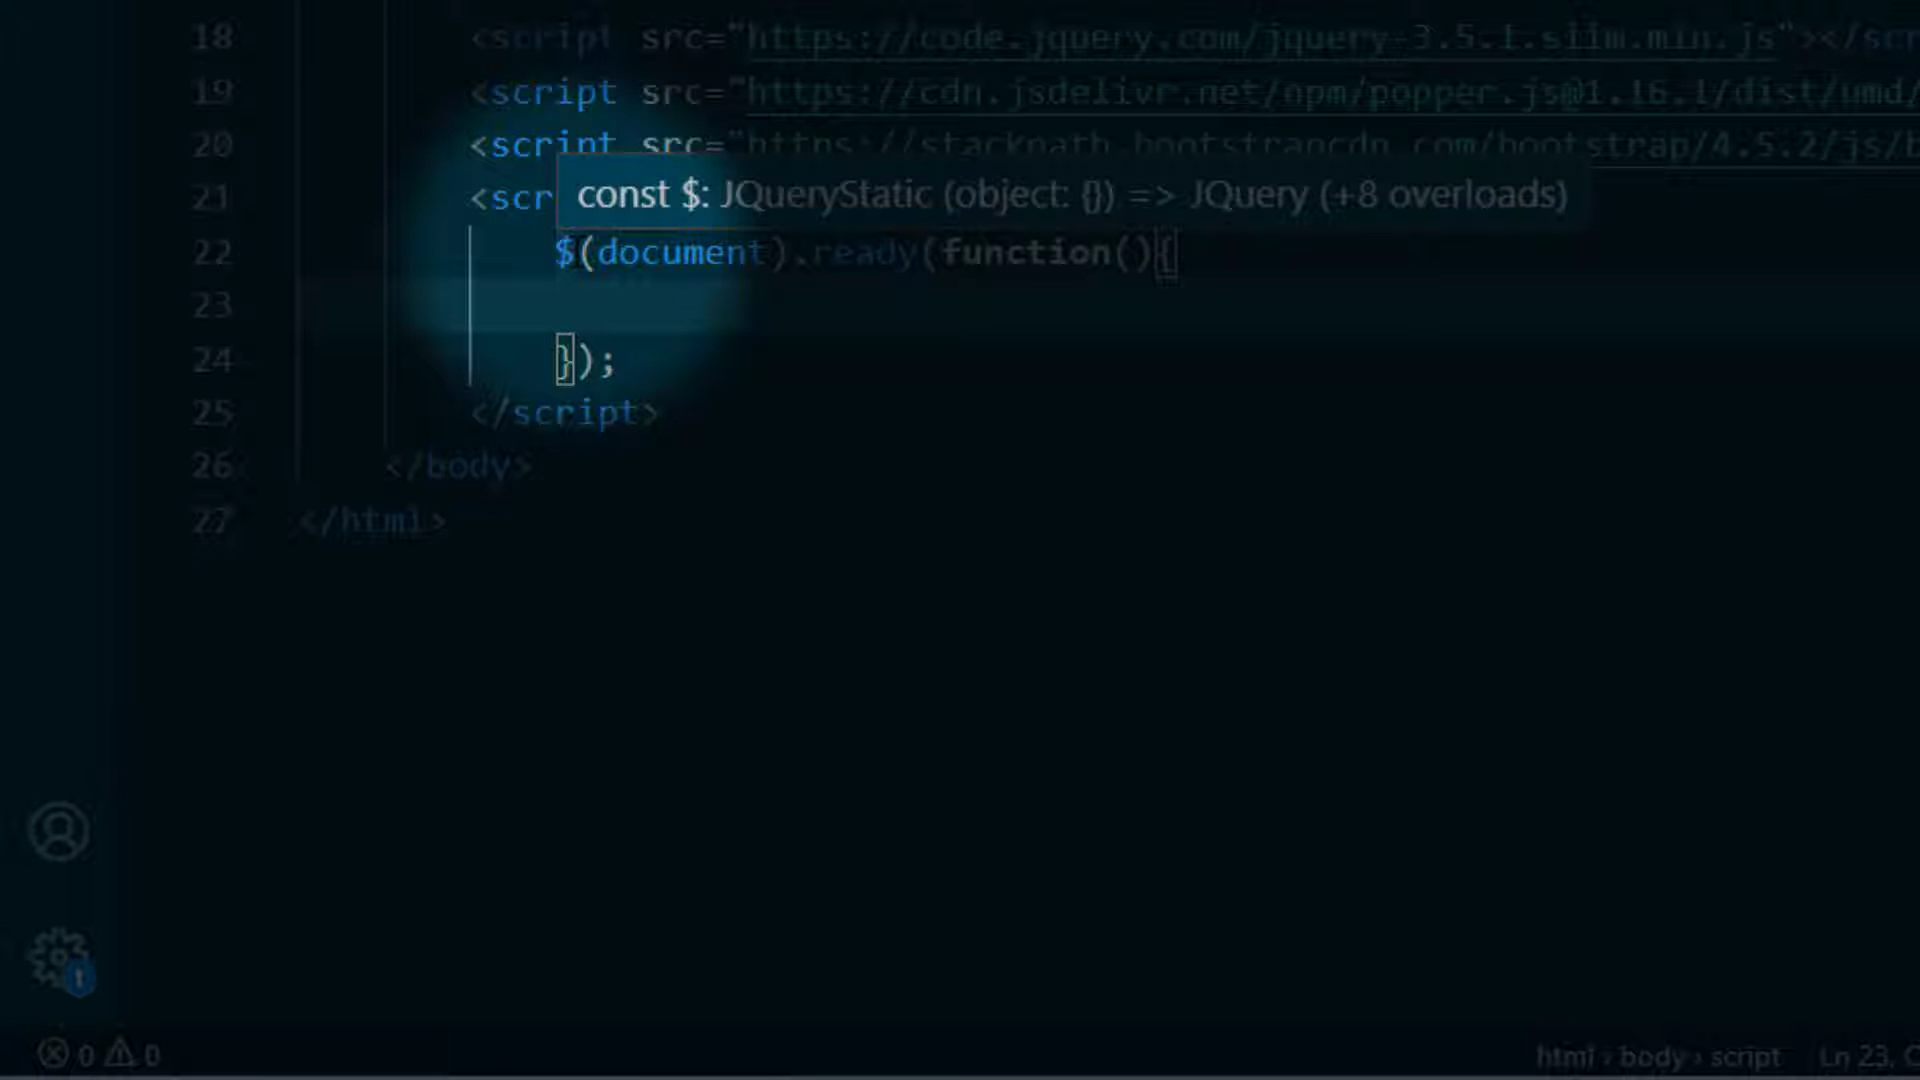 18 <script src="https://code.jquery.com/jquery-3.5.1.slim.min.js"></scr
19 <script src="https://cdn.jsdelivr.net/npm/popper.js@1.16.1/dist/umd/
20 <script src="https://stackpath.bootstrapcdn.com/bootstrap/4.5.2/js/b
const $: JQueryStatic (object: {}) => JQuery (+8 overloads)
21 <scr
22 $(document).ready(function(){
23
24 });
25 </script>
26 </body>
27 </html>
1
0 0
html › body › script Ln 23, C